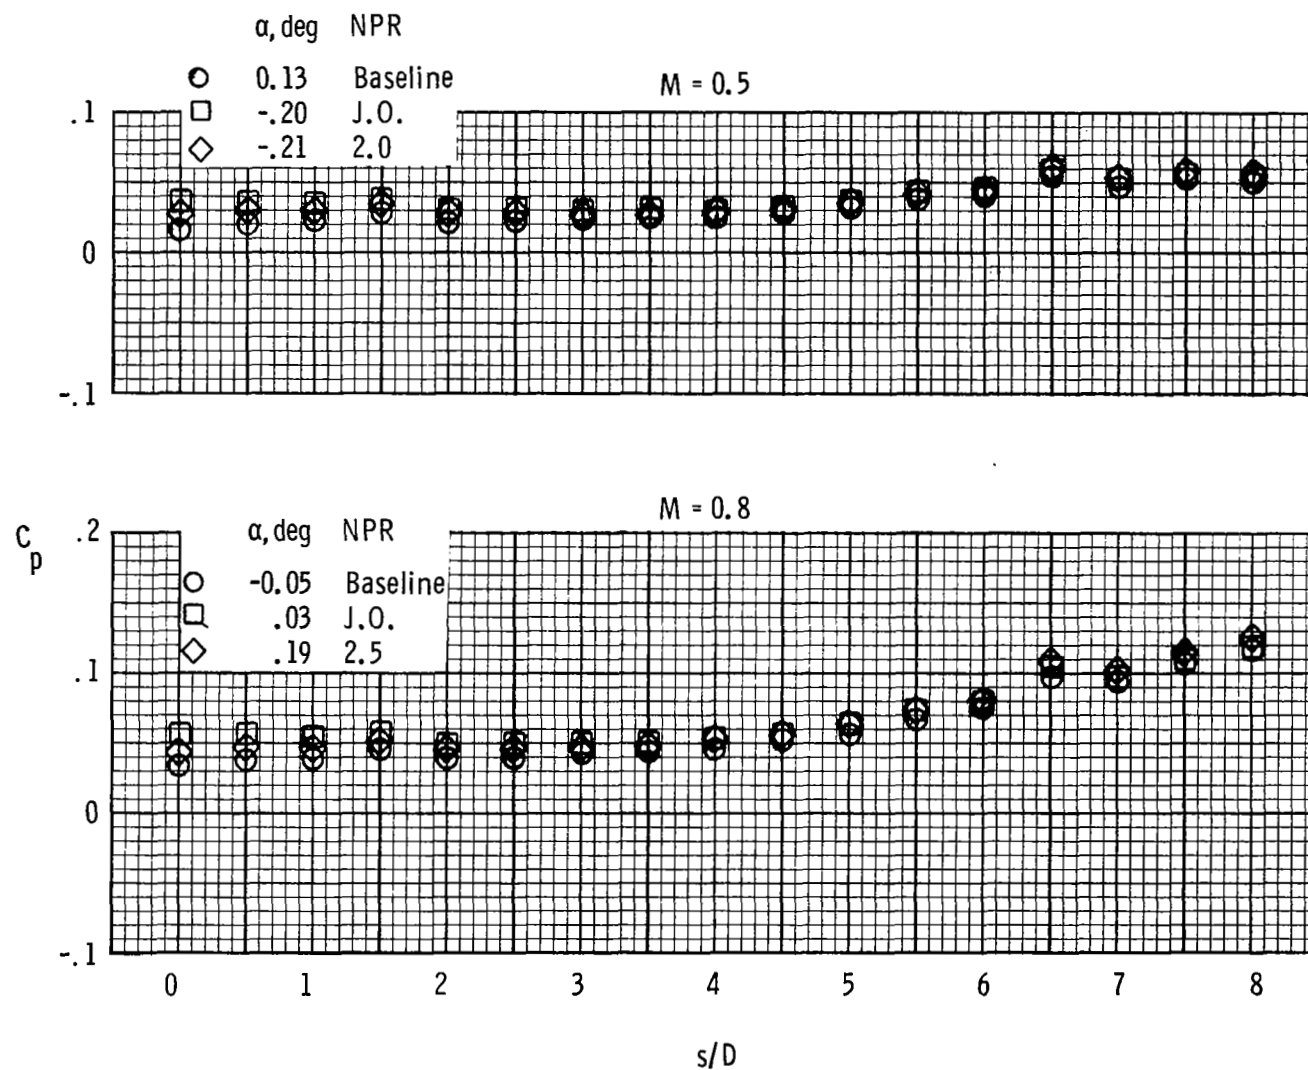 α, deg NPR
0.13 Baseline
-.20 J.O.
-.21 2.0
M = 0.5
.1
0
-.1
M = 0.8
α, deg NPR
-0.05 Baseline
.03 J.O.
.19 2.5
Cp
.2
.1
0
-.1
0 1 2 3 4 5 6 7 8
s/D